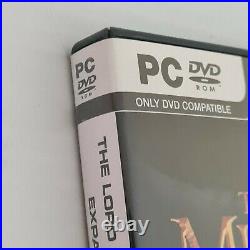 PC DVD
ROM
ONLY DVD COMPATIBLE
PC
DVD
ROM
THE LORD
EXPA
M